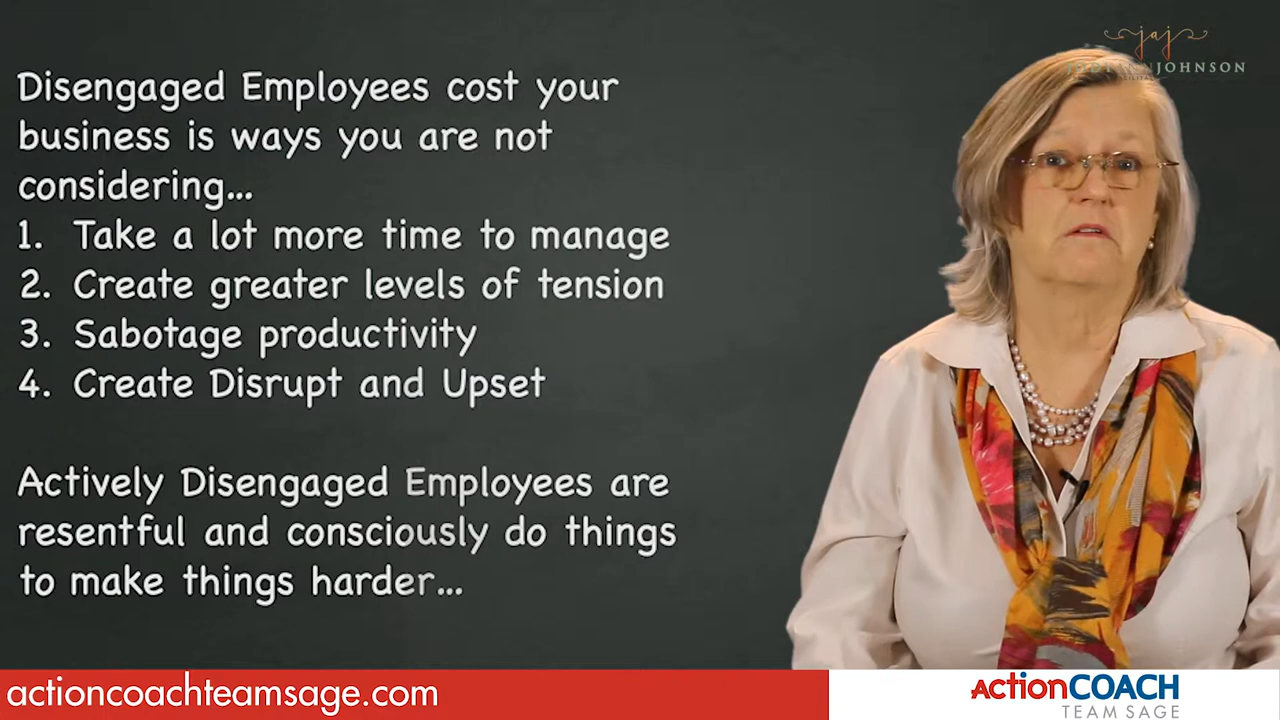 jaj
JOHNSON
Disengaged Employees cost your
business is ways you are not
considering...
1. Take a lot more time to manage
2. Create greater levels of tension
3. Sabotage productivity
4. Create Disrupt and Upset
Actively Disengaged Employees are
resentful and consciously do things
to make things harder...
actioncoachteamsage.com
ActionCOACH
TEAM SAGE